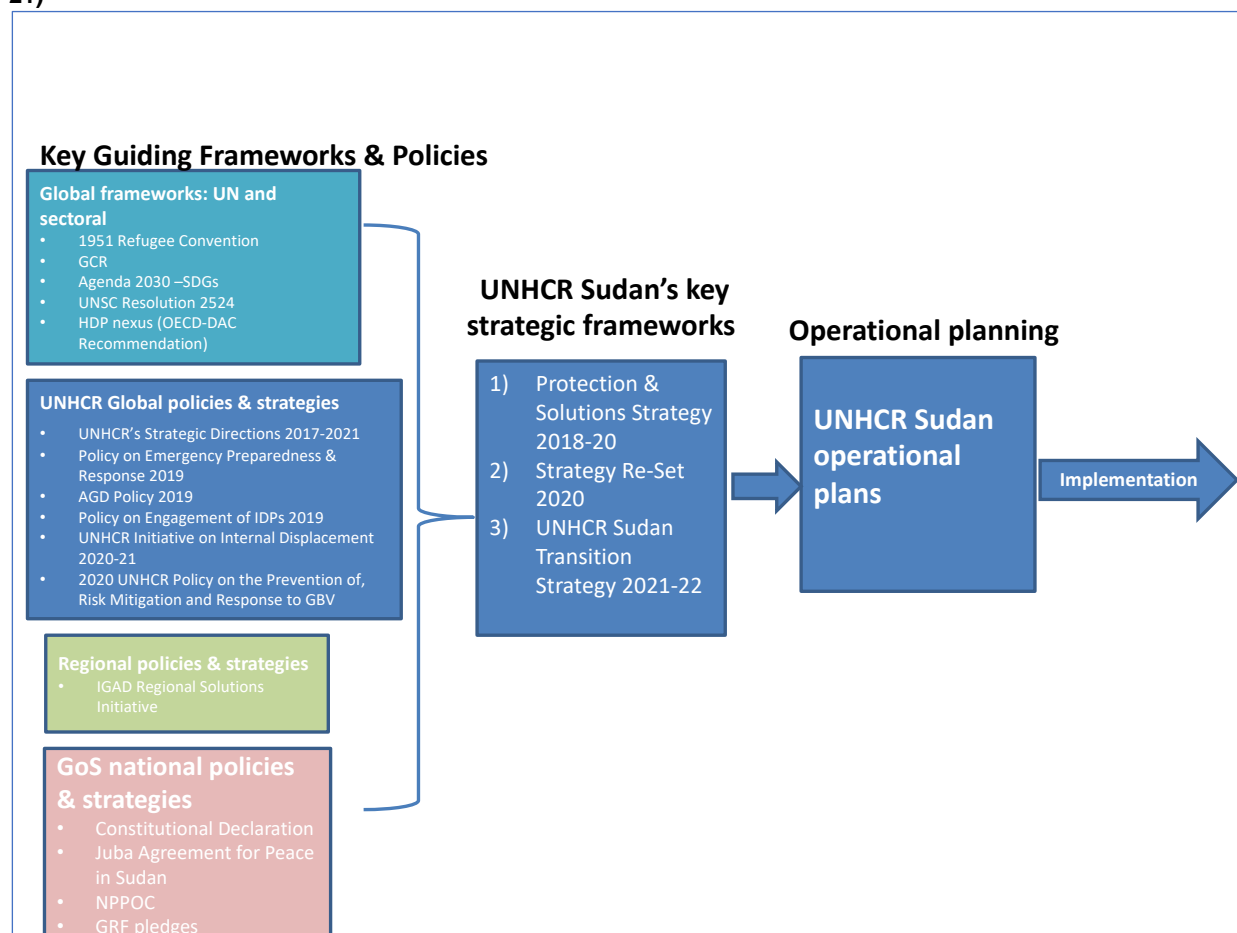 21)
Key Guiding Frameworks & Policies
Global frameworks: UN and
sectoral
• 1951 Refugee Convention
• GCR
• Agenda 2030 –SDGs
• UNSC Resolution 2524
• HDP nexus (OECD-DAC
Recommendation)
UNHCR Global policies & strategies
• UNHCR's Strategic Directions 2017-2021
• Policy on Emergency Preparedness &
Response 2019
• AGD Policy 2019
• Policy on Engagement of IDPs 2019
• UNHCR Initiative on Internal Displacement
2020-21
• 2020 UNHCR Policy on the Prevention of,
Risk Mitigation and Response to GBV
Regional policies & strategies
• IGAD Regional Solutions
Initiative
GoS national policies
& strategies
• Constitutional Declaration
• Juba Agreement for Peace
in Sudan
• NPPOC
• GRF pledges
UNHCR Sudan's key
strategic frameworks
1) Protection &
Solutions Strategy
2018-20
2) Strategy Re-Set
2020
3) UNHCR Sudan
Transition
Strategy 2021-22
Operational planning
UNHCR Sudan
operational
plans
Implementation